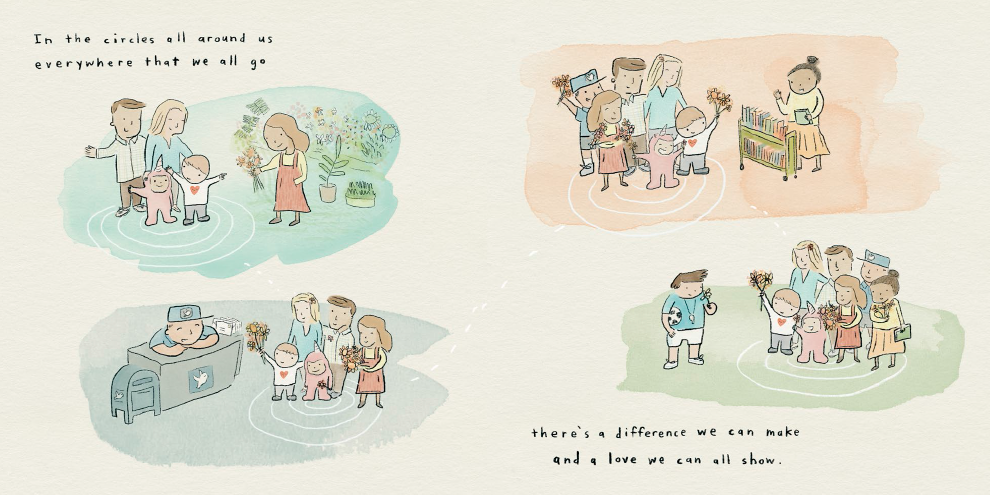 In the circles all around us
everywhere that we all go
there's a difference we can make
and a love we can all show.